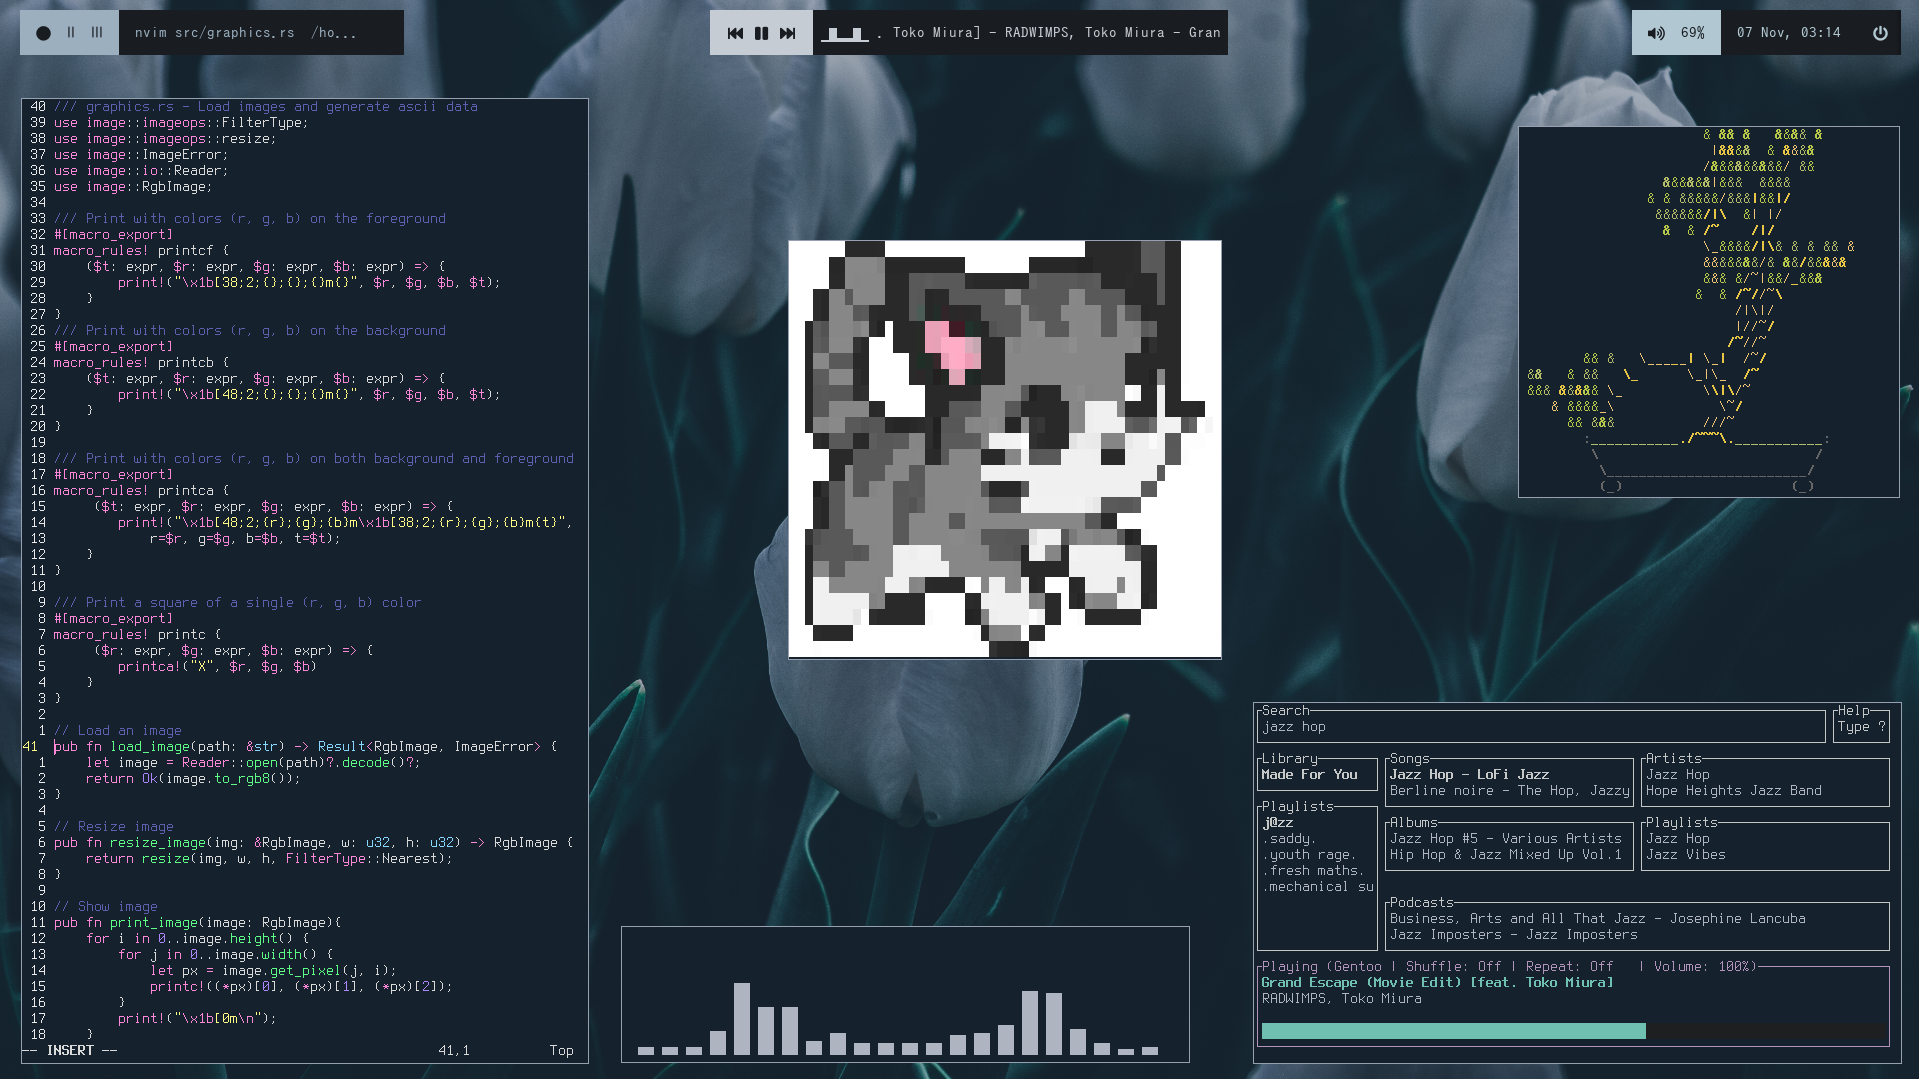 nvim src/graphics.rs  /ho...
. Toko Miura] - RADWIMPS, Toko Miura - Gran
69%
07 Nov, 03:14
40 /// graphics.rs - Load images and generate ascii data
39 use image::imageops::FilterType;
38 use image::imageops::resize;
37 use image::ImageError;
36 use image::io::Reader;
35 use image::RgbImage;
34
33 /// Print with colors (r, g, b) on the foreground
32 #[macro_export]
31 macro_rules! printcf {
30     ($t: expr, $r: expr, $g: expr, $b: expr) => {
29         print!("\x1b[38;2;{};{};{}m{}", $r, $g, $b, $t);
28     }
27 }
26 /// Print with colors (r, g, b) on the background
25 #[macro_export]
24 macro_rules! printcb {
23     ($t: expr, $r: expr, $g: expr, $b: expr) => {
22         print!("\x1b[48;2;{};{};{}m{}", $r, $g, $b, $t);
21     }
20 }
19
18 /// Print with colors (r, g, b) on both background and foreground
17 #[macro_export]
16 macro_rules! printca {
15      ($t: expr, $r: expr, $g: expr, $b: expr) => {
14         print!("\x1b[48;2;{r};{g};{b}m\x1b[38;2;{r};{g};{b}m{t}",
13             r=$r, g=$g, b=$b, t=$t);
12     }
11 }
10
9 /// Print a square of a single (r, g, b) color
8 #[macro_export]
7 macro_rules! printc {
6      ($r: expr, $g: expr, $b: expr) => {
5         printca!("X", $r, $g, $b)
4     }
3 }
2
1 // Load an image
41 pub fn load_image(path: &str) -> Result<RgbImage, ImageError> {
1     let image = Reader::open(path)?.decode()?;
2     return Ok(image.to_rgb8());
3 }
4
5 // Resize image
6 pub fn resize_image(img: &RgbImage, w: u32, h: u32) -> RgbImage {
7     return resize(img, w, h, FilterType::Nearest);
8 }
9
10 // Show image
11 pub fn print_image(image: RgbImage){
12     for i in 0..image.height() {
13         for j in 0..image.width() {
14             let px = image.get_pixel(j, i);
15             printc!((*px)[0], (*px)[1], (*px)[2]);
16         }
17         print!("\x1b[0m\n");
18     }
-- INSERT --                    41,1          Top
Search
jazz hop
Help
Type ?
Library
Made For You
Playlists
j@zz
.saddy.
.youth rage.
.fresh maths.
.mechanical su
Songs
Jazz Hop - LoFi Jazz
Berline noire - The Hop, Jazzy
Artists
Jazz Hop
Hope Heights Jazz Band
Albums
Jazz Hop #5 - Various Artists
Hip Hop & Jazz Mixed Up Vol.1
Playlists
Jazz Hop
Jazz Vibes
Podcasts
Business, Arts and All That Jazz - Josephine Lancuba
Jazz Imposters - Jazz Imposters
Playing (Gentoo | Shuffle: Off | Repeat: Off   | Volume: 100%)
Grand Escape (Movie Edit) [feat. Toko Miura]
RADWIMPS, Toko Miura